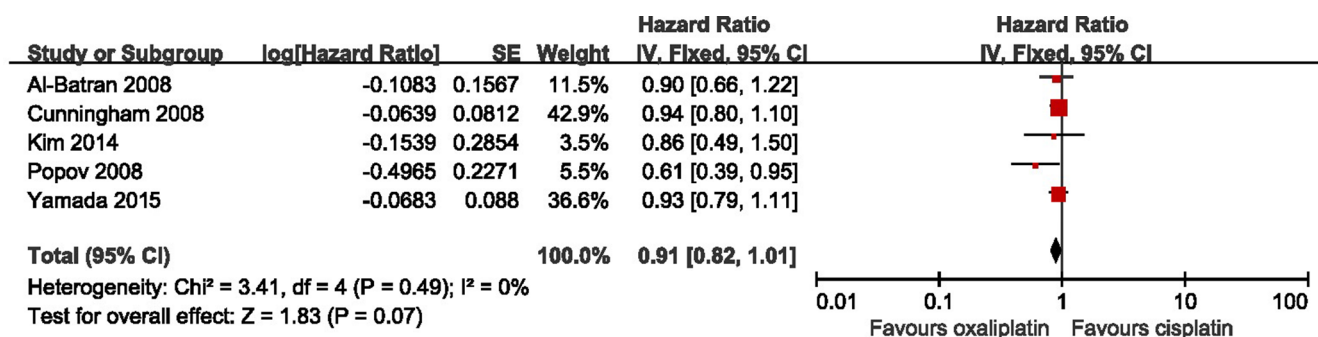 Hazard Ratio Hazard Ratio
Study or Subgroup log[Hazard Ratio] SE Weight IV, Fixed, 95% CI IV, Fixed, 95% CI
Al-Batran 2008 -0.1083 0.1567 11.5% 0.90 [0.66, 1.22]
Cunningham 2008 -0.0639 0.0812 42.9% 0.94 [0.80, 1.10]
Kim 2014 -0.1539 0.2854 3.5% 0.86 [0.49, 1.50]
Popov 2008 -0.4965 0.2271 5.5% 0.61 [0.39, 0.95]
Yamada 2015 -0.0683 0.088 36.6% 0.93 [0.79, 1.11]
Total (95% CI) 100.0% 0.91 [0.82, 1.01]
Heterogeneity: Chi² = 3.41, df = 4 (P = 0.49); I² = 0%
Test for overall effect: Z = 1.83 (P = 0.07)
0.01 0.1 1 10 100
Favours oxaliplatin Favours cisplatin